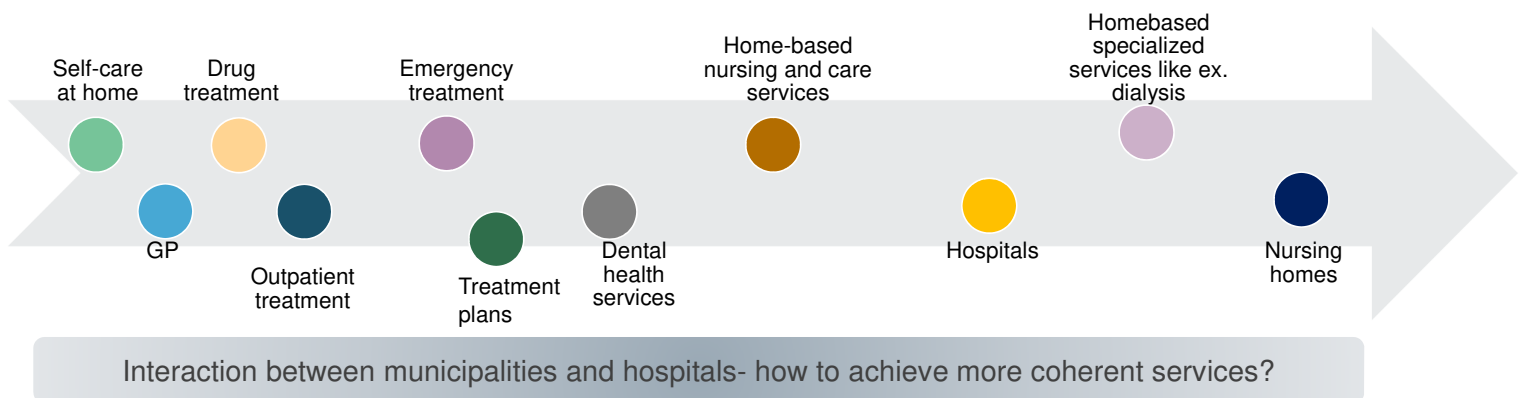 Self-care
at home
Drug
treatment
Emergency
treatment
Home-based
nursing and care
services
Homebased
specialized
services like ex.
dialysis
GP
Outpatient
treatment
Treatment
plans
Dental
health
services
Hospitals
Nursing
homes
Interaction between municipalities and hospitals- how to achieve more coherent services?